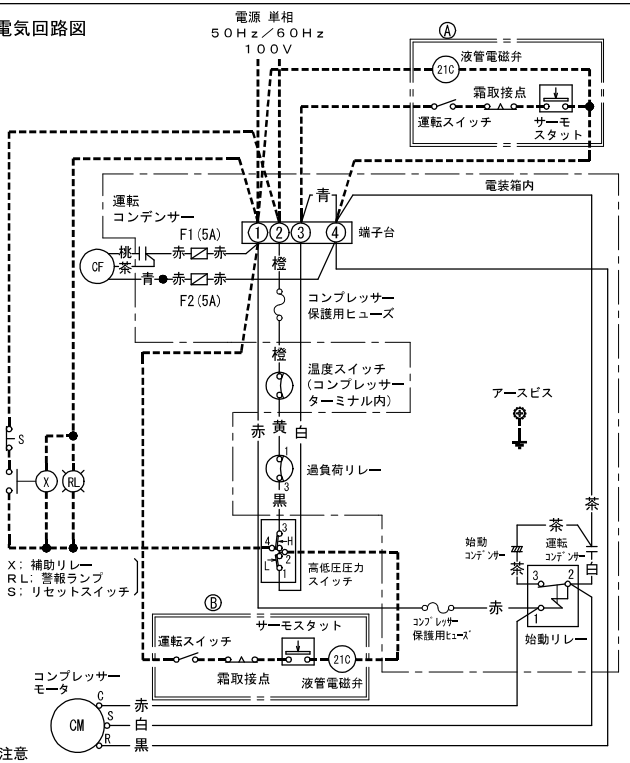 電気回路図
電源 単相
50Hz/60Hz
100V
Ⓐ
液管電磁弁
21C
霜取接点
運転スイッチ
サーモ
スタット
青
電装箱内
運転
コンデンサー
F1(5A)
① ② ③ ④
端子台
桃
赤
赤
CF
茶
青
赤
赤
F2(5A)
橙
コンプレッサー
保護用ヒューズ
橙
温度スイッチ
(コンプレッサー
ターミナル内)
アースビス
赤
黄
白
S
1
過負荷リレー
3
X
RL
黒
茶
茶
3
4
H
2
L
1
高低圧圧力
スイッチ
始動
コンデンサー
運転
コンデンサー
茶
白
X: 補助リレー
RL: 警報ランプ
S: リセットスイッチ
3
2
1
Ⓑ
サーモスタット
運転スイッチ
コンプレッサー
保護用ヒューズ
赤
始動リレー
21C
霜取接点
液管電磁弁
コンプレッサー
モータ
C
赤
CM
S
白
R
黒
注意